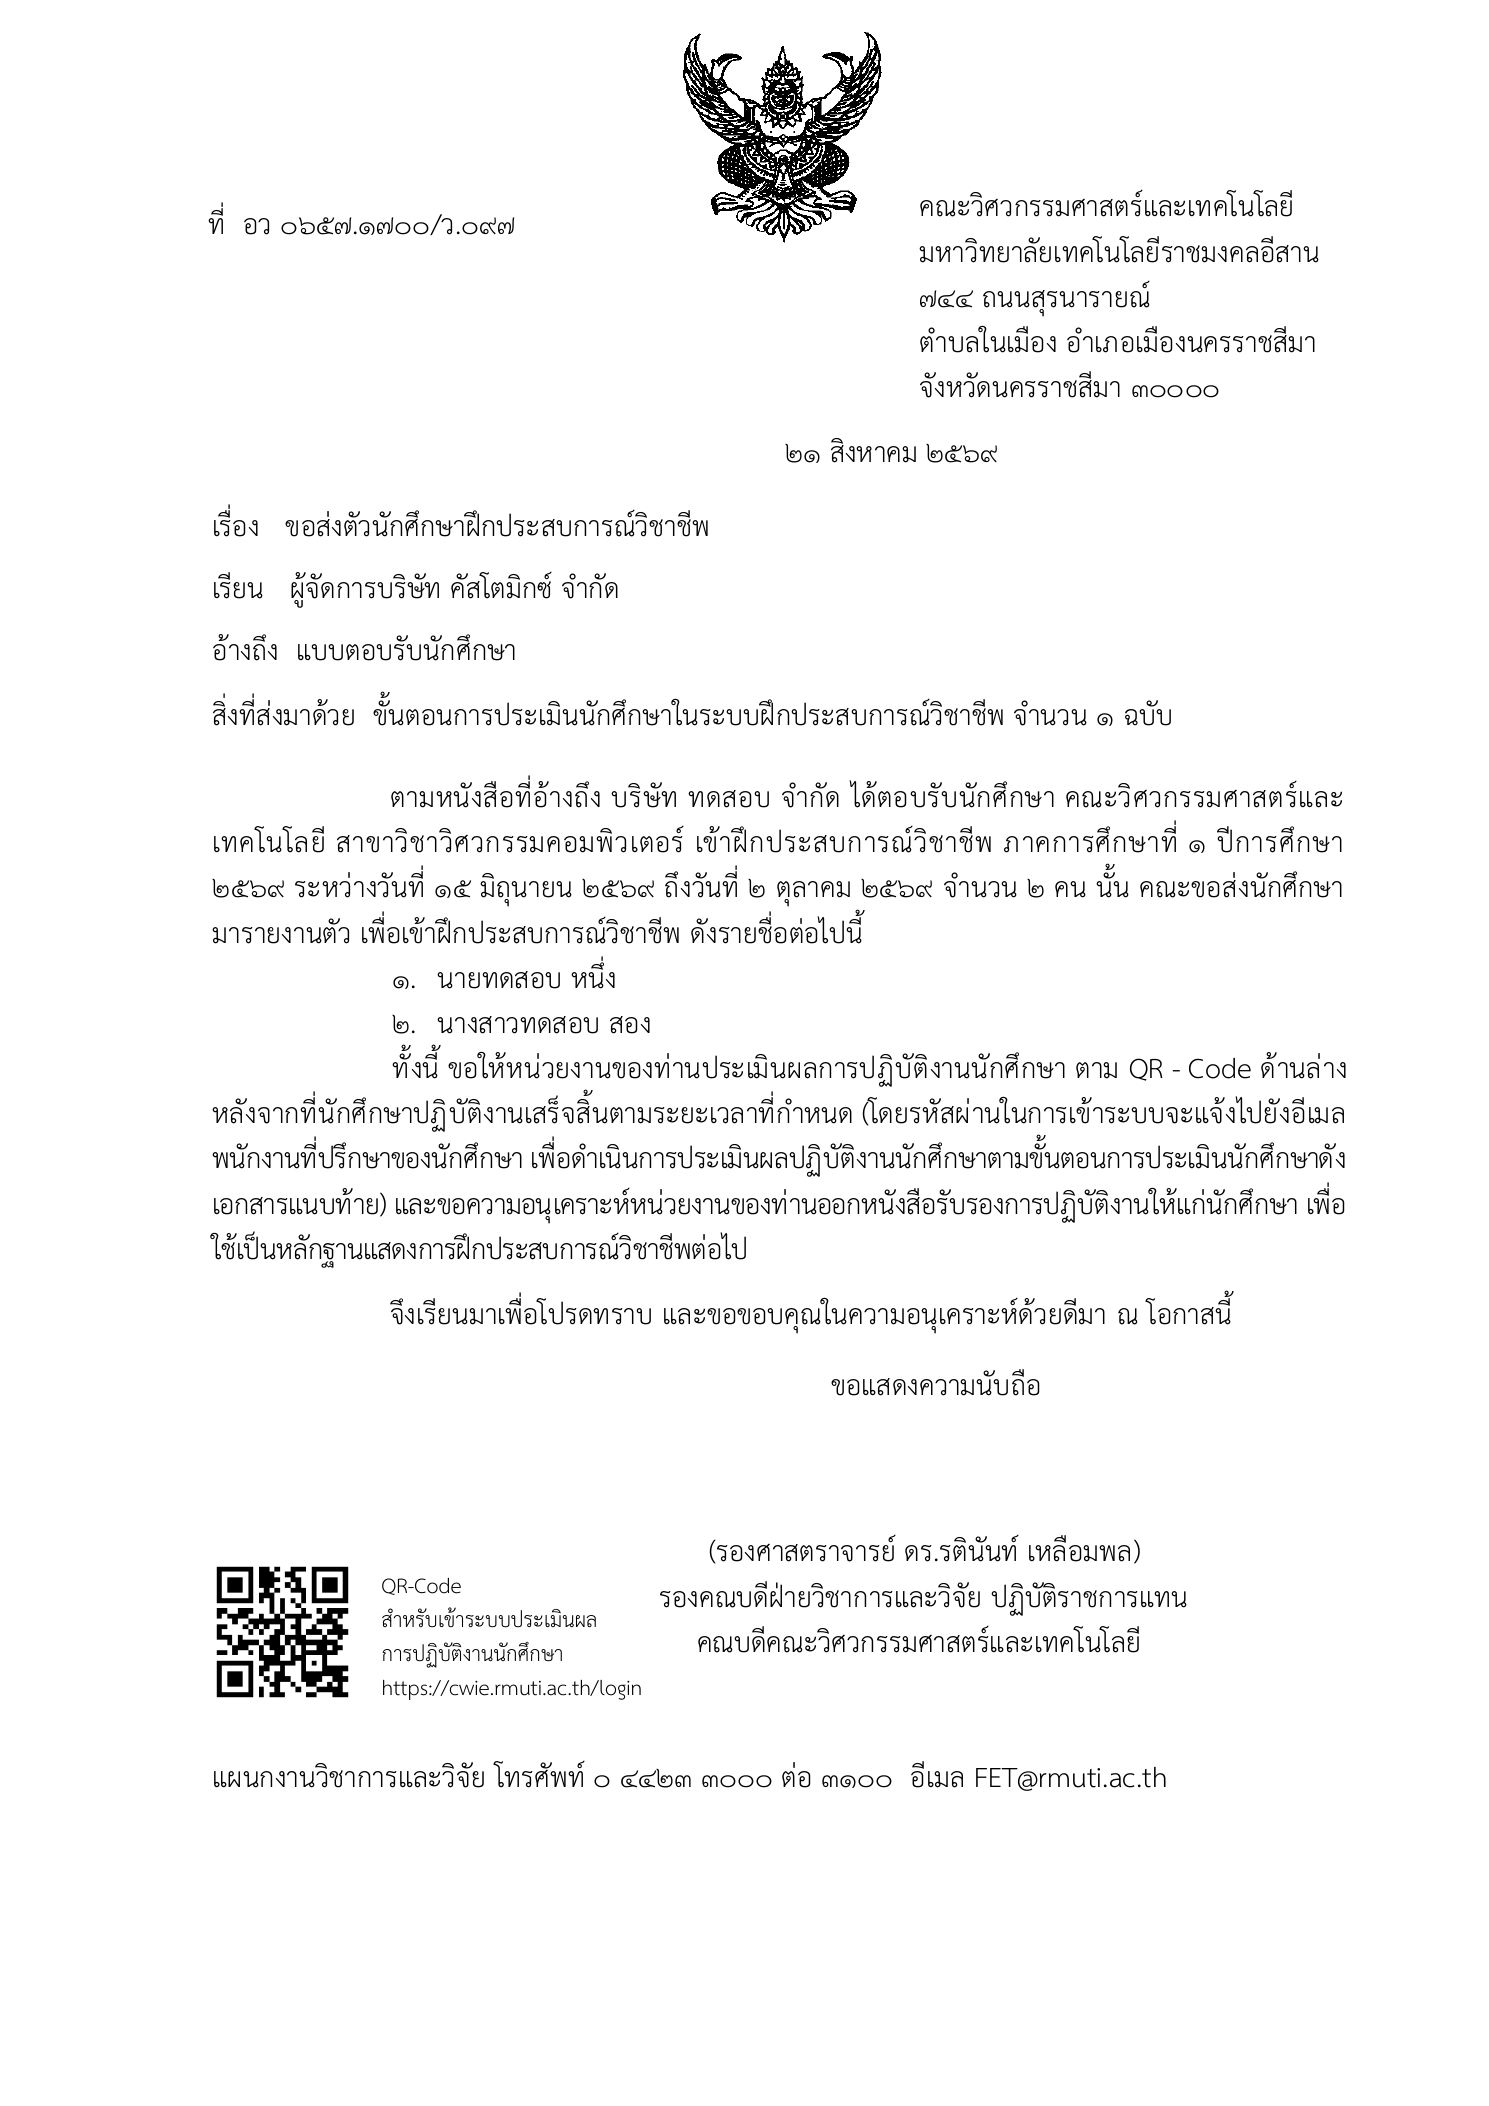 ที่ อว ๐๖๕๗.๑๗๐๐/ว.๐๙๗
คณะวิศวกรรมศาสตร์และเทคโนโลยี
มหาวิทยาลัยเทคโนโลยีราชมงคลอีสาน
๗๔๔ ถนนสุรนารายณ์
ตำบลในเมือง อำเภอเมืองนครราชสีมา
จังหวัดนครราชสีมา ๓๐๐๐๐
๒๑ สิงหาคม ๒๕๖๙
เรื่อง ขอส่งตัวนักศึกษาฝึกประสบการณ์วิชาชีพ
เรียน ผู้จัดการบริษัท คัสโตมิกซ์ จำกัด
อ้างถึง แบบตอบรับนักศึกษา
สิ่งที่ส่งมาด้วย ขั้นตอนการประเมินนักศึกษาในระบบฝึกประสบการณ์วิชาชีพ จำนวน ๑ ฉบับ
ตามหนังสือที่อ้างถึง บริษัท ทดสอบ จำกัด ได้ตอบรับนักศึกษา คณะวิศวกรรมศาสตร์และ
เทคโนโลยี สาขาวิชาวิศวกรรมคอมพิวเตอร์ เข้าฝึกประสบการณ์วิชาชีพ ภาคการศึกษาที่ ๑ ปีการศึกษา
๒๕๖๙ ระหว่างวันที่ ๑๕ มิถุนายน ๒๕๖๙ ถึงวันที่ ๒ ตุลาคม ๒๕๖๙ จำนวน ๒ คน นั้น คณะขอส่งนักศึกษา
มารายงานตัว เพื่อเข้าฝึกประสบการณ์วิชาชีพ ดังรายชื่อต่อไปนี้
๑. นายทดสอบ หนึ่ง
๒. นางสาวทดสอบ สอง
ทั้งนี้ ขอให้หน่วยงานของท่านประเมินผลการปฏิบัติงานนักศึกษา ตาม QR - Code ด้านล่าง
หลังจากที่นักศึกษาปฏิบัติงานเสร็จสิ้นตามระยะเวลาที่กำหนด (โดยรหัสผ่านในการเข้าระบบจะแจ้งไปยังอีเมล
พนักงานที่ปรึกษาของนักศึกษา เพื่อดำเนินการประเมินผลปฏิบัติงานนักศึกษาตามขั้นตอนการประเมินนักศึกษาดัง
เอกสารแนบท้าย) และขอความอนุเคราะห์หน่วยงานของท่านออกหนังสือรับรองการปฏิบัติงานให้แก่นักศึกษา เพื่อ
ใช้เป็นหลักฐานแสดงการฝึกประสบการณ์วิชาชีพต่อไป
จึงเรียนมาเพื่อโปรดทราบ และขอขอบคุณในความอนุเคราะห์ด้วยดีมา ณ โอกาสนี้
ขอแสดงความนับถือ
(รองศาสตราจารย์ ดร.รตินันท์ เหลือมพล)
รองคณบดีฝ่ายวิชาการและวิจัย ปฏิบัติราชการแทน
คณบดีคณะวิศวกรรมศาสตร์และเทคโนโลยี
QR-Code
สำหรับเข้าระบบประเมินผล
การปฏิบัติงานนักศึกษา
https://cwie.rmuti.ac.th/login
แผนกงานวิชาการและวิจัย โทรศัพท์ ๐ ๔๔๒๓ ๓๐๐๐ ต่อ ๓๑๐๐ อีเมล FET@rmuti.ac.th